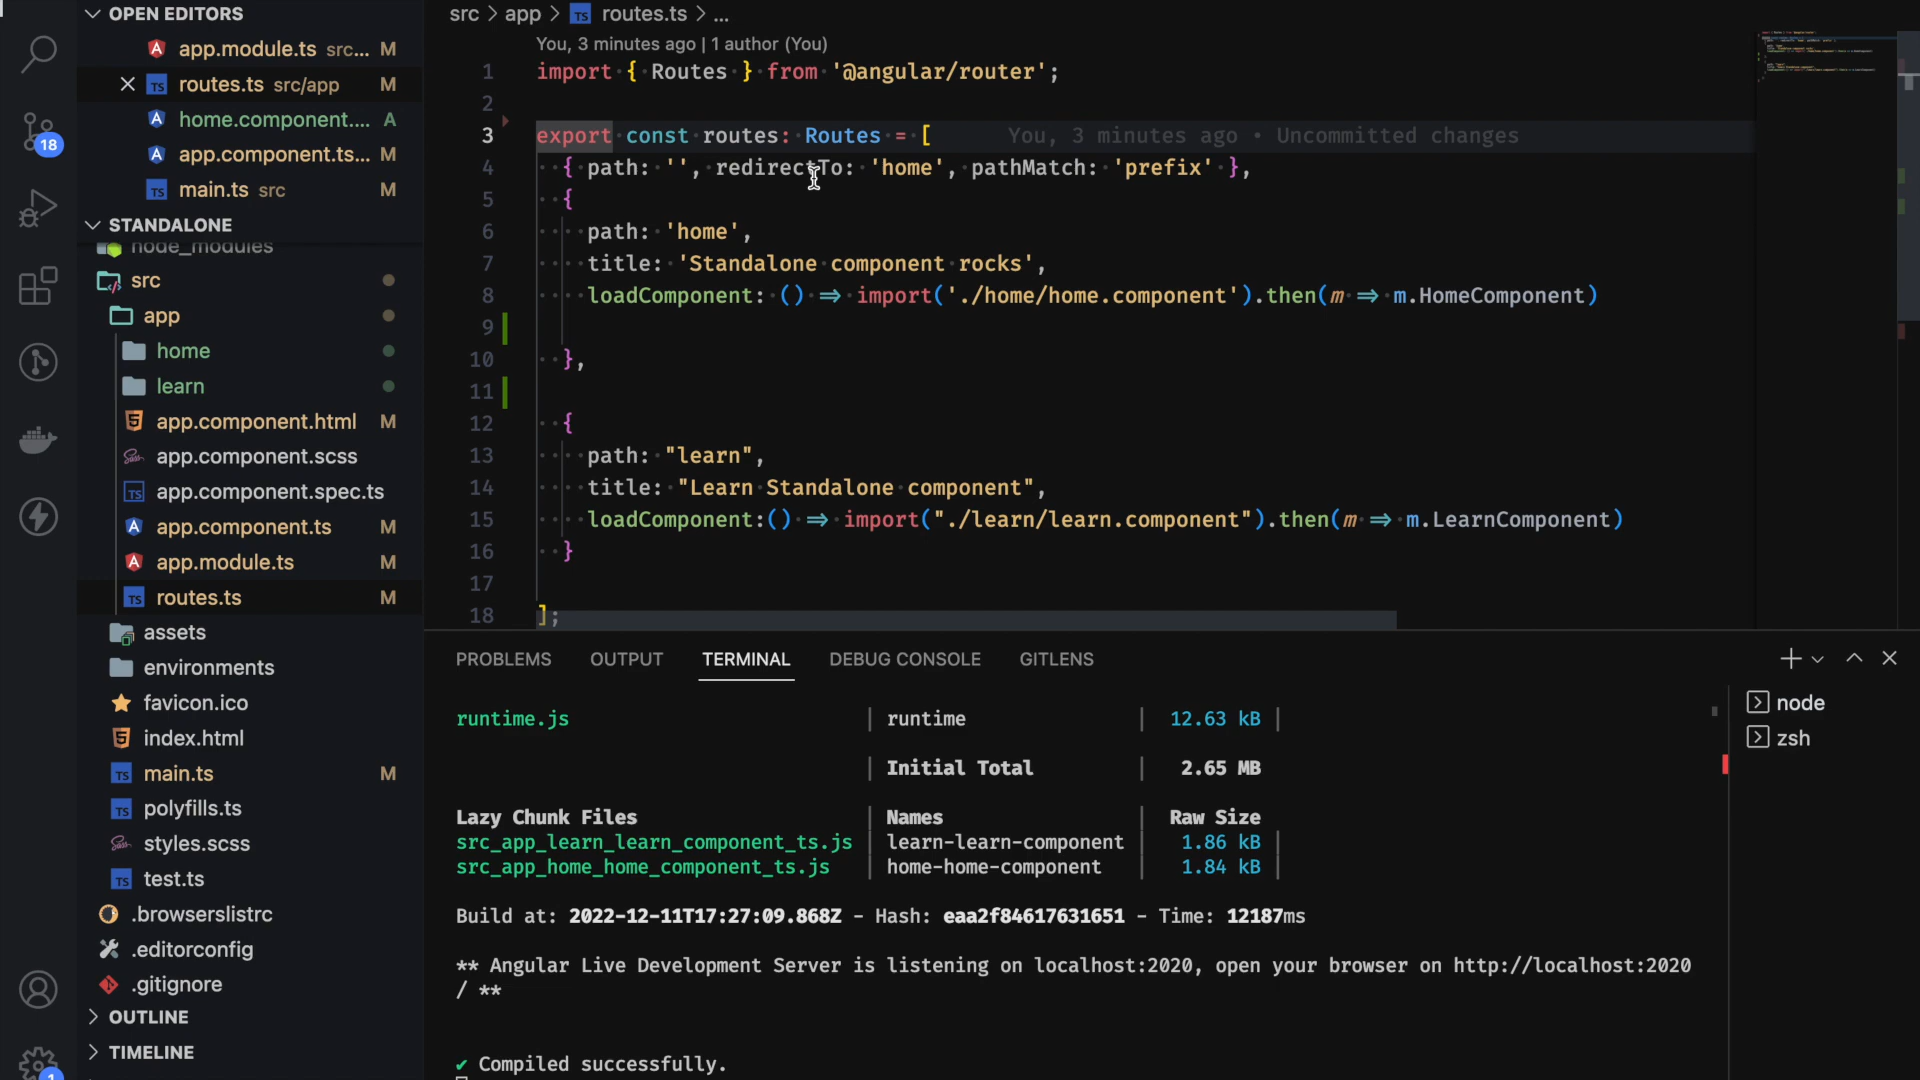 OPEN EDITORS
app.module.ts src... M
routes.ts src/app M
home.component.... A
app.component.ts... M
main.ts src M
STANDALONE
node_modules
src
app
home
learn
app.component.html M
app.component.scss
app.component.spec.ts
app.component.ts M
app.module.ts M
routes.ts M
assets
environments
favicon.ico
index.html
main.ts M
polyfills.ts
styles.scss
test.ts
.browserslistrc
.editorconfig
.gitignore
OUTLINE
TIMELINE
18
1
src > app > TS routes.ts > ...
You, 3 minutes ago | 1 author (You)
1 import { Routes } from '@angular/router';
2
3 export const routes: Routes = [ You, 3 minutes ago • Uncommitted changes
4 { path: '', redirectTo: 'home', pathMatch: 'prefix' },
5 {
6 path: 'home',
7 title: 'Standalone component rocks',
8 loadComponent: () => import('./home/home.component').then(m => m.HomeComponent)
9
10 },
11
12 {
13 path: "learn",
14 title: "Learn Standalone component",
15 loadComponent:() => import("./learn/learn.component").then(m => m.LearnComponent)
16 }
17
18 ];
PROBLEMS OUTPUT TERMINAL DEBUG CONSOLE GITLENS
runtime.js | runtime | 12.63 kB |
| Initial Total | 2.65 MB
Lazy Chunk Files | Names | Raw Size
src_app_learn_learn_component_ts.js | learn-learn-component | 1.86 kB |
src_app_home_home_component_ts.js | home-home-component | 1.84 kB |
Build at: 2022-12-11T17:27:09.868Z - Hash: eaa2f84617631651 - Time: 12187ms
** Angular Live Development Server is listening on localhost:2020, open your browser on http://localhost:2020
/ **
✔ Compiled successfully.
node
zsh